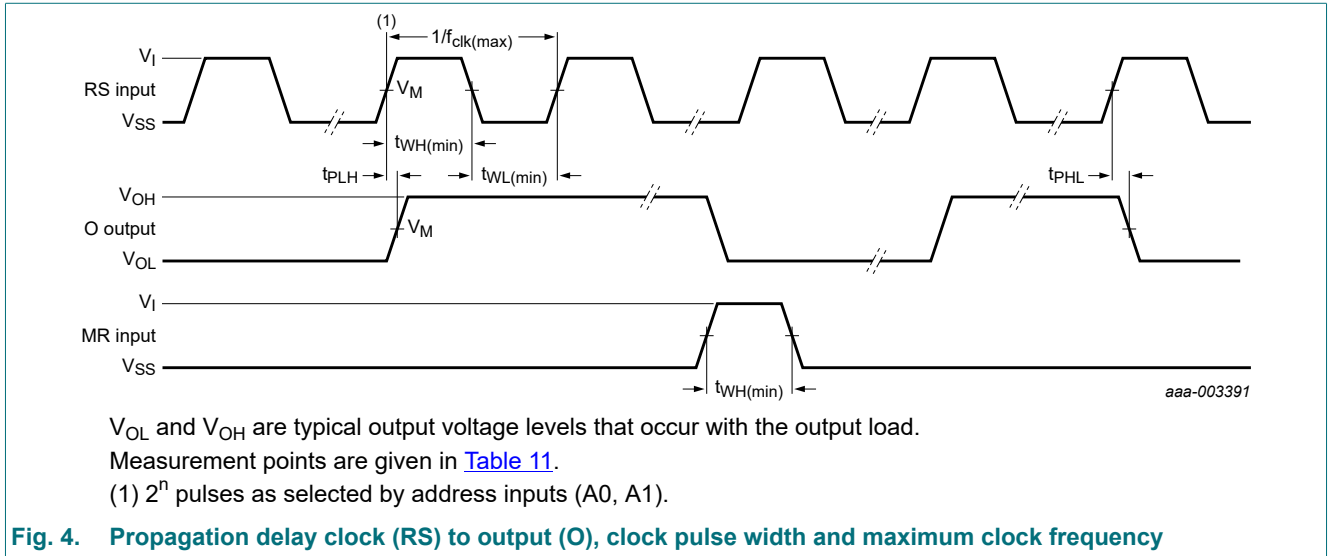 (1)
1/fclk(max)
VI
RS input
VM
VSS
tWH(min)
tPLH
tWL(min)
tPHL
VOH
O output
VM
VOL
VI
MR input
VSS
tWH(min)
aaa-003391
VOL and VOH are typical output voltage levels that occur with the output load.
Measurement points are given in Table 11.
(1) 2^n pulses as selected by address inputs (A0, A1).
Fig. 4. Propagation delay clock (RS) to output (O), clock pulse width and maximum clock frequency